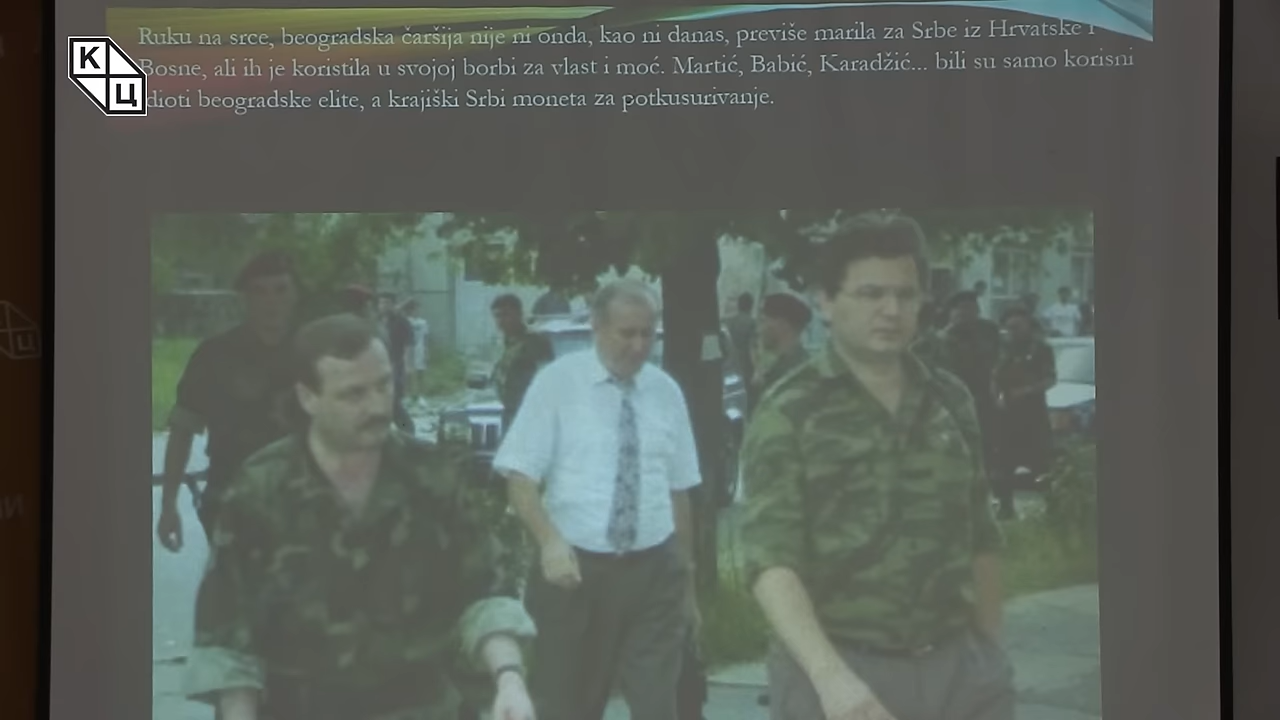 Ruku na srce, beogradska čaršija nije ni onda, kao ni danas, previše marila za Srbe iz Hrvatske i
Bosne, ali ih je koristila u svojoj borbi za vlast i moć. Martić, Babić, Karadžić... bili su samo korisni
idioti beogradske elite, a krajiški Srbi moneta za potkusurivanje.
К
Ц